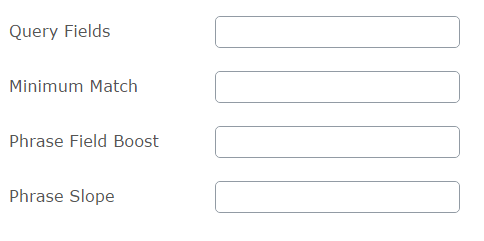 Query Fields
Minimum Match
Phrase Field Boost
Phrase Slope